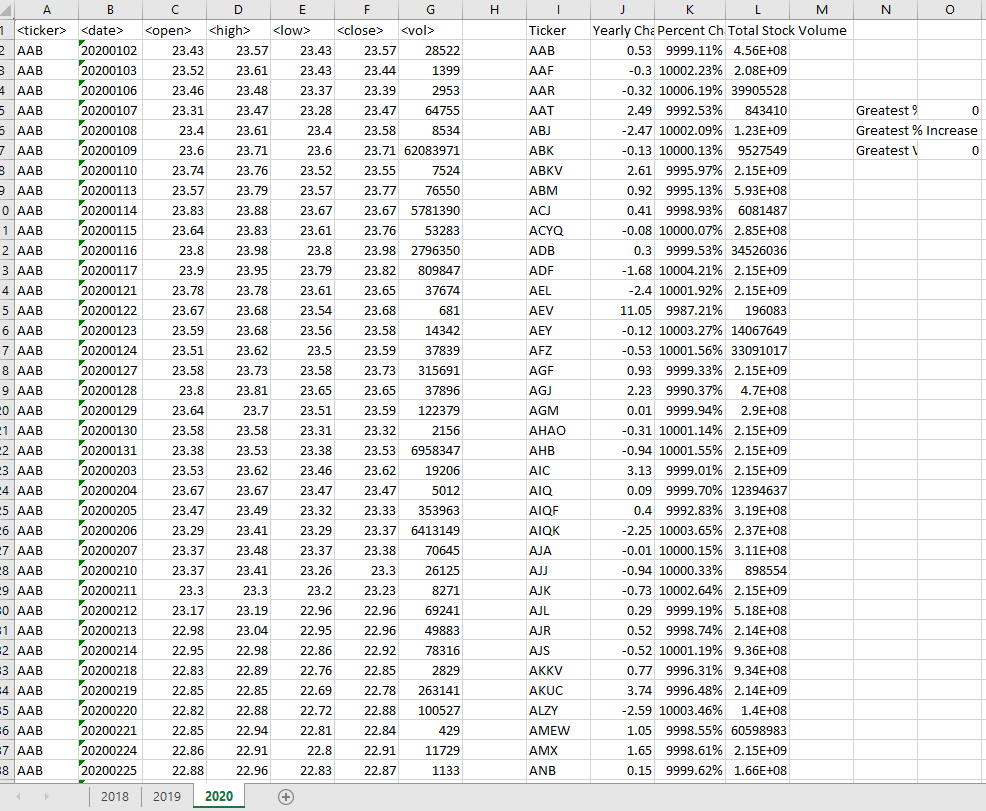 A B C D E F G H I J K L M N O
1 <ticker> <date> <open> <high> <low> <close> <vol> Ticker Yearly Cha Percent Ch Total Stock Volume
2 AAB 20200102 23.43 23.57 23.43 23.57 28522 AAB 0.53 9999.11% 4.56E+08
3 AAB 20200103 23.52 23.61 23.43 23.44 1399 AAF -0.3 10002.23% 2.08E+09
4 AAB 20200106 23.46 23.48 23.37 23.39 2953 AAR -0.32 10006.19% 39905528
5 AAB 20200107 23.31 23.47 23.28 23.47 64755 AAT 2.49 9992.53% 843410 Greatest % 0
6 AAB 20200108 23.4 23.61 23.4 23.58 8534 ABJ -2.47 10002.09% 1.23E+09 Greatest % Increase
7 AAB 20200109 23.6 23.71 23.6 23.71 62083971 ABK -0.13 10000.13% 9527549 Greatest V 0
8 AAB 20200110 23.74 23.76 23.52 23.55 7524 ABKV 2.61 9995.97% 2.15E+09
9 AAB 20200113 23.57 23.79 23.57 23.77 76550 ABM 0.92 9995.13% 5.93E+08
0 AAB 20200114 23.83 23.88 23.67 23.67 5781390 ACJ 0.41 9998.93% 6081487
1 AAB 20200115 23.64 23.83 23.61 23.76 53283 ACYQ -0.08 10000.07% 2.85E+08
2 AAB 20200116 23.8 23.98 23.8 23.98 2796350 ADB 0.3 9999.53% 34526036
3 AAB 20200117 23.9 23.95 23.79 23.82 809847 ADF -1.68 10004.21% 2.15E+09
4 AAB 20200121 23.78 23.78 23.61 23.65 37674 AEL -2.4 10001.92% 2.15E+09
5 AAB 20200122 23.67 23.68 23.54 23.68 681 AEV 11.05 9987.21% 196083
6 AAB 20200123 23.59 23.68 23.56 23.58 14342 AEY -0.12 10003.27% 14067649
7 AAB 20200124 23.51 23.62 23.5 23.59 37839 AFZ -0.53 10001.56% 33091017
8 AAB 20200127 23.58 23.73 23.58 23.73 315691 AGF 0.93 9999.33% 2.15E+09
9 AAB 20200128 23.8 23.81 23.65 23.65 37896 AGJ 2.23 9990.37% 4.7E+08
20 AAB 20200129 23.64 23.7 23.51 23.59 122379 AGM 0.01 9999.94% 2.9E+08
21 AAB 20200130 23.58 23.58 23.31 23.32 2156 AHAO -0.31 10001.14% 2.15E+09
22 AAB 20200131 23.38 23.53 23.38 23.53 6958347 AHB -0.94 10001.55% 2.15E+09
23 AAB 20200203 23.53 23.62 23.46 23.62 19206 AIC 3.13 9999.01% 2.15E+09
24 AAB 20200204 23.67 23.67 23.47 23.47 5012 AIQ 0.09 9999.70% 12394637
25 AAB 20200205 23.47 23.49 23.32 23.33 353963 AIQF 0.4 9992.83% 3.19E+08
26 AAB 20200206 23.29 23.41 23.29 23.37 6413149 AIQK -2.25 10003.65% 2.37E+08
27 AAB 20200207 23.37 23.48 23.37 23.38 70645 AJA -0.01 10000.15% 3.11E+08
28 AAB 20200210 23.37 23.41 23.26 23.3 26125 AJJ -0.94 10000.33% 898554
29 AAB 20200211 23.3 23.3 23.2 23.23 8271 AJK -0.73 10002.64% 2.15E+09
30 AAB 20200212 23.17 23.19 22.96 22.96 69241 AJL 0.29 9999.19% 5.18E+08
31 AAB 20200213 22.98 23.04 22.95 22.96 49883 AJR 0.52 9998.74% 2.14E+08
32 AAB 20200214 22.95 22.98 22.86 22.92 78316 AJS -0.52 10001.19% 9.36E+08
33 AAB 20200218 22.83 22.89 22.76 22.85 2829 AKKV 0.77 9996.31% 9.34E+08
34 AAB 20200219 22.85 22.85 22.69 22.78 263141 AKUC 3.74 9996.48% 2.14E+09
35 AAB 20200220 22.82 22.88 22.72 22.88 100527 ALZY -2.59 10003.46% 1.4E+08
36 AAB 20200221 22.85 22.94 22.81 22.84 429 AMEW 1.05 9998.55% 60598983
37 AAB 20200224 22.86 22.91 22.8 22.91 11729 AMX 1.65 9998.61% 2.15E+09
38 AAB 20200225 22.88 22.96 22.83 22.87 1133 ANB 0.15 9999.62% 1.66E+08
2018 2019 2020